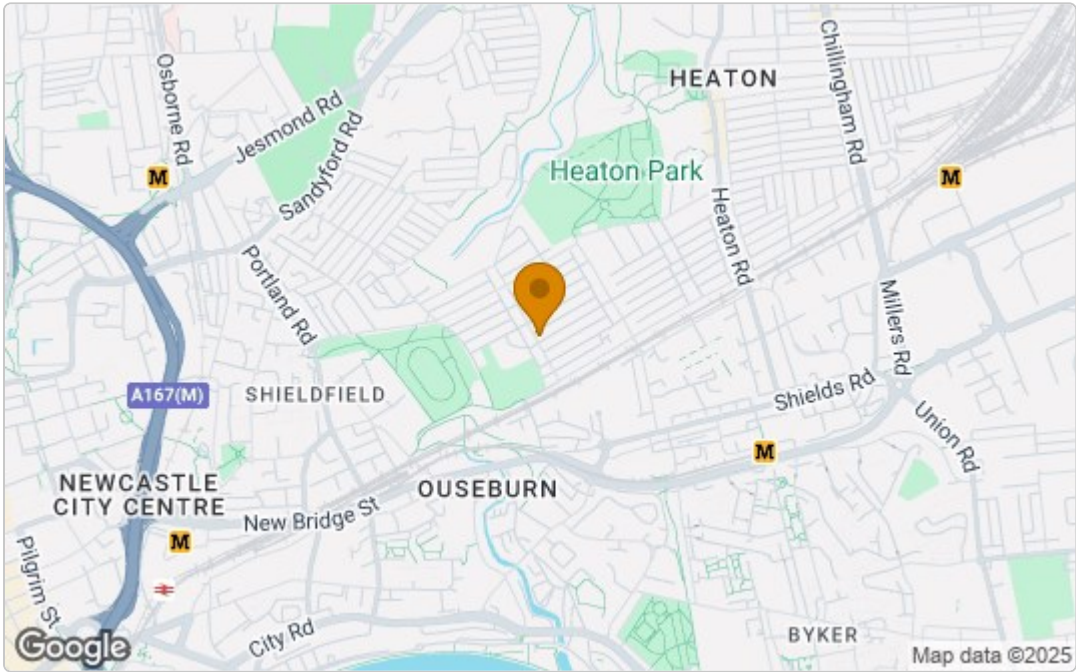 Osborne Rd
Jesmond Rd
Sandyford Rd
HEATON
Chillingham Rd
M
M
Heaton Park
Heaton Rd
Portland Rd
Millers Rd
A167(M)
SHIELDFIELD
Shields Rd
Union Rd
M
NEWCASTLE
CITY CENTRE
OUSEBURN
New Bridge St
M
Pilgrim St
City Rd
BYKER
Google
Map data ©2025